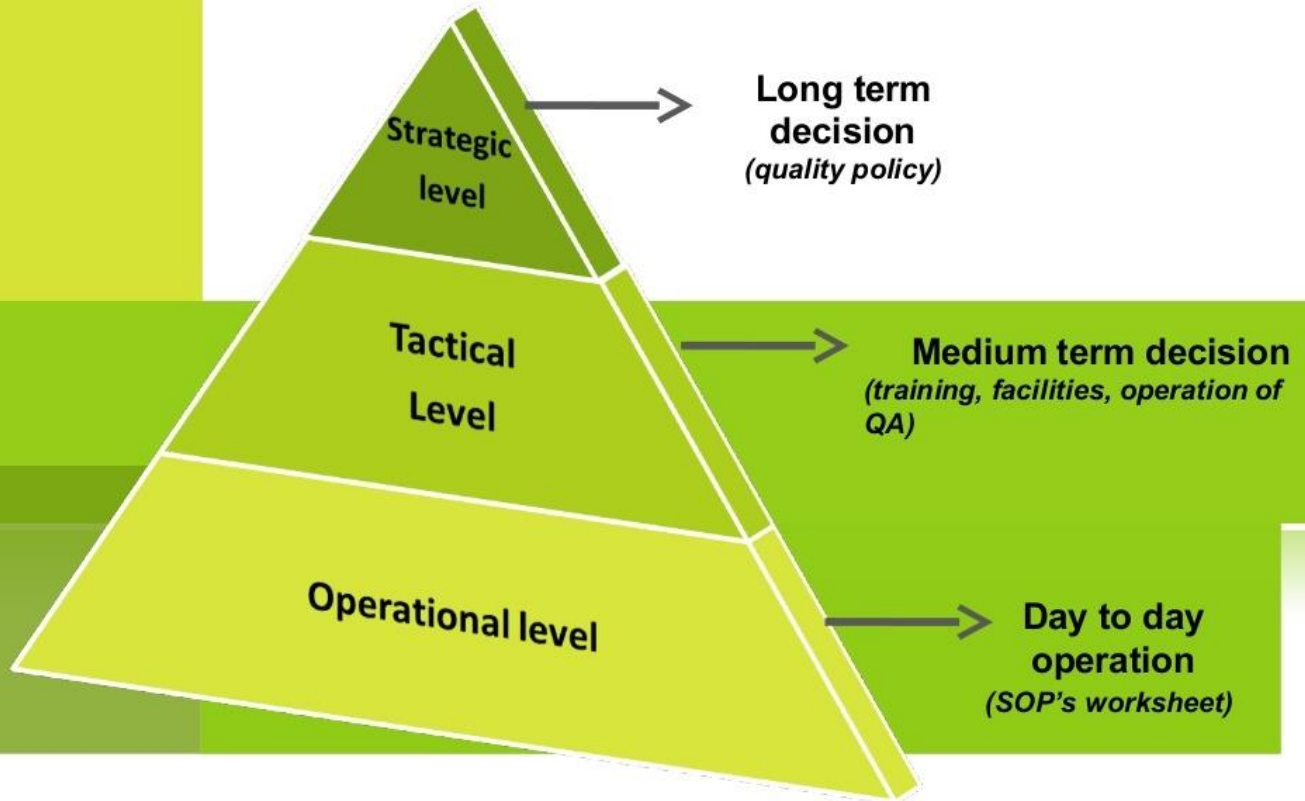 Strategic
level
Long term
decision
(quality policy)
Tactical
Level
Medium term decision
(training, facilities, operation of
QA)
Operational level
Day to day
operation
(SOP's worksheet)